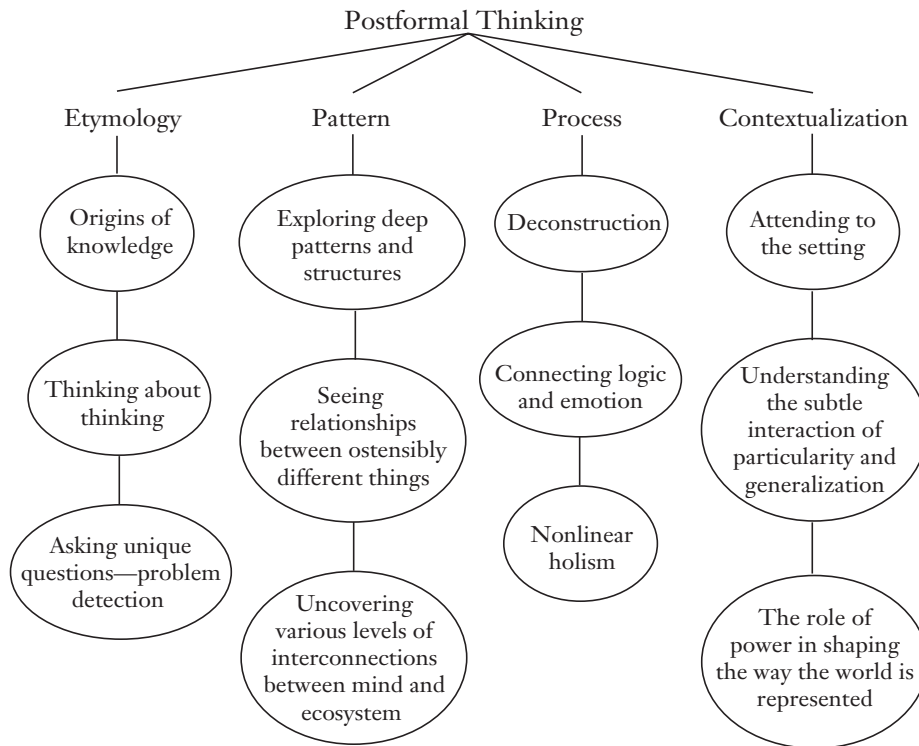 Postformal Thinking
Etymology
Origins of
knowledge
Thinking about
thinking
Asking unique
questions—problem
detection
Pattern
Exploring deep
patterns and
structures
Seeing
relationships
between ostensibly
different things
Uncovering
various levels of
interconnections
between mind and
ecosystem
Process
Deconstruction
Connecting logic
and emotion
Nonlinear
holism
Contextualization
Attending to
the setting
Understanding
the subtle
interaction of
particularity and
generalization
The role of
power in shaping
the way the world is
represented